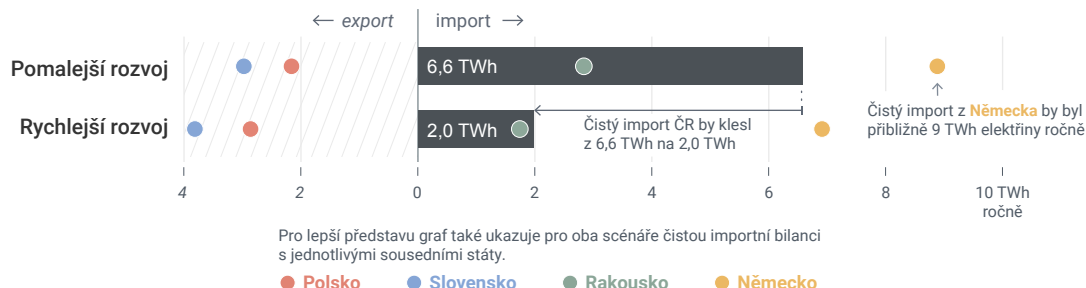 ← export import →
Pomalejší rozvoj
6,6 TWh
Rychlejší rozvoj
2,0 TWh
Čistý import ČR by klesl
z 6,6 TWh na 2,0 TWh
Čistý import z Německa by byl
přibližně 9 TWh elektřiny ročně
4 2 0 2 4 6 8 10 TWh
ročně
Pro lepší představu graf také ukazuje pro oba scénáře čistou importní bilanci
s jednotlivými sousedními státy.
Polsko Slovensko Rakousko Německo